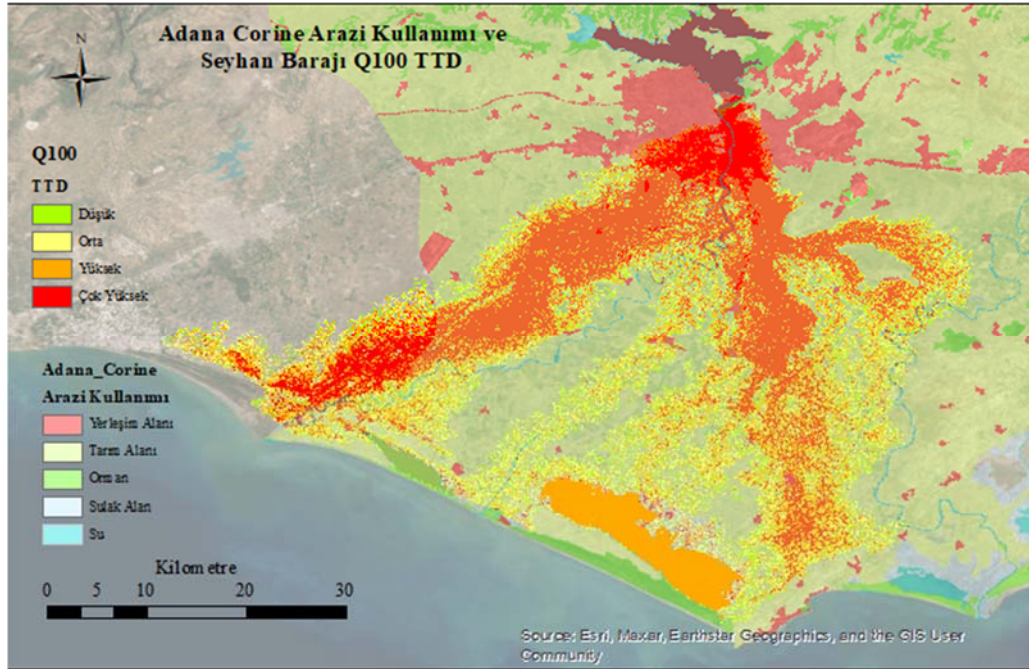 Adana Corine Arazi Kullanımı ve
Seyhan Barajı Q100 TTD
N
Q100
TTD
Düşük
Orta
Yüksek
Çok Yüksek
Adana_Corine
Arazi Kullanımı
Yerleşim Alanı
Tarım Alanı
Orman
Sulak Alan
Su
Kilometre
0 5 10 20 30
Source: Esri, Maxar, Earthstar Geographics, and the GIS User
Community